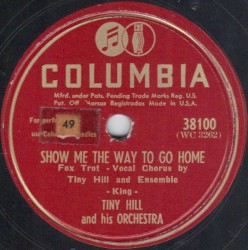 COLUMBIA
Mfrd. under Pats. Pending Trade Marks Reg. U.S.
Pat. Off. Marcas Registradas Made in U.S.A.
49
38100
(WC 3262)
SHOW ME THE WAY TO GO HOME
Fox Trot - Vocal Chorus by
Tiny Hill and Ensemble
- King -
TINY HILL
and his ORCHESTRA